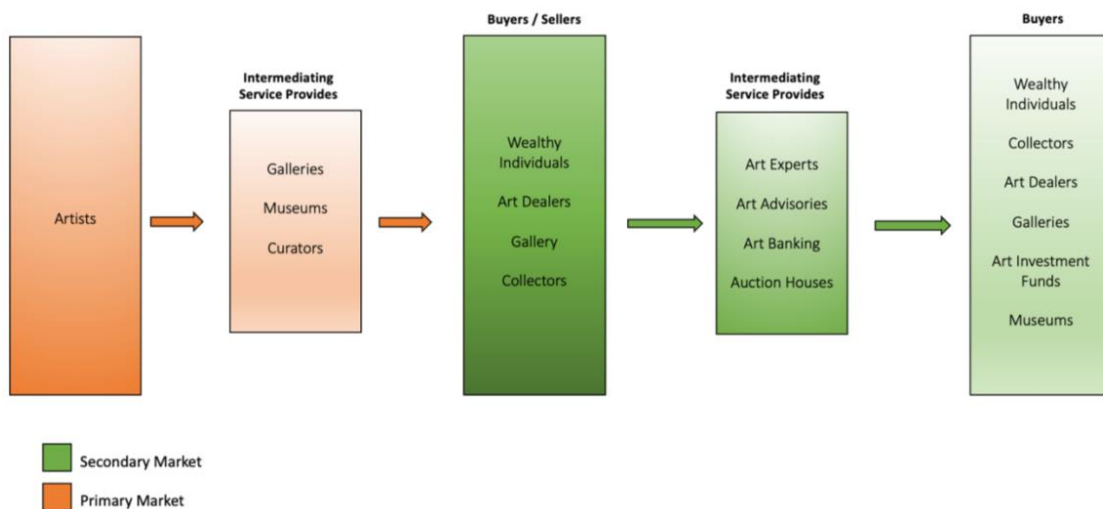 Artists
Intermediating
Service Provides
Galleries
Museums
Curators
Buyers / Sellers
Wealthy
Individuals
Art Dealers
Gallery
Collectors
Intermediating
Service Provides
Art Experts
Art Advisories
Art Banking
Auction Houses
Buyers
Wealthy
Individuals
Collectors
Art Dealers
Galleries
Art Investment
Funds
Museums
Secondary Market
Primary Market